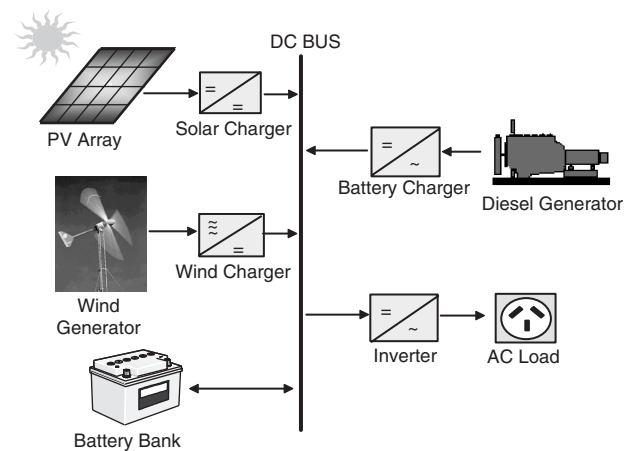 DC BUS
=
=
PV Array
Solar Charger
=
~
Battery Charger
Diesel Generator
≈
~
=
Wind Charger
Wind
Generator
=
~
Inverter
AC Load
Battery Bank